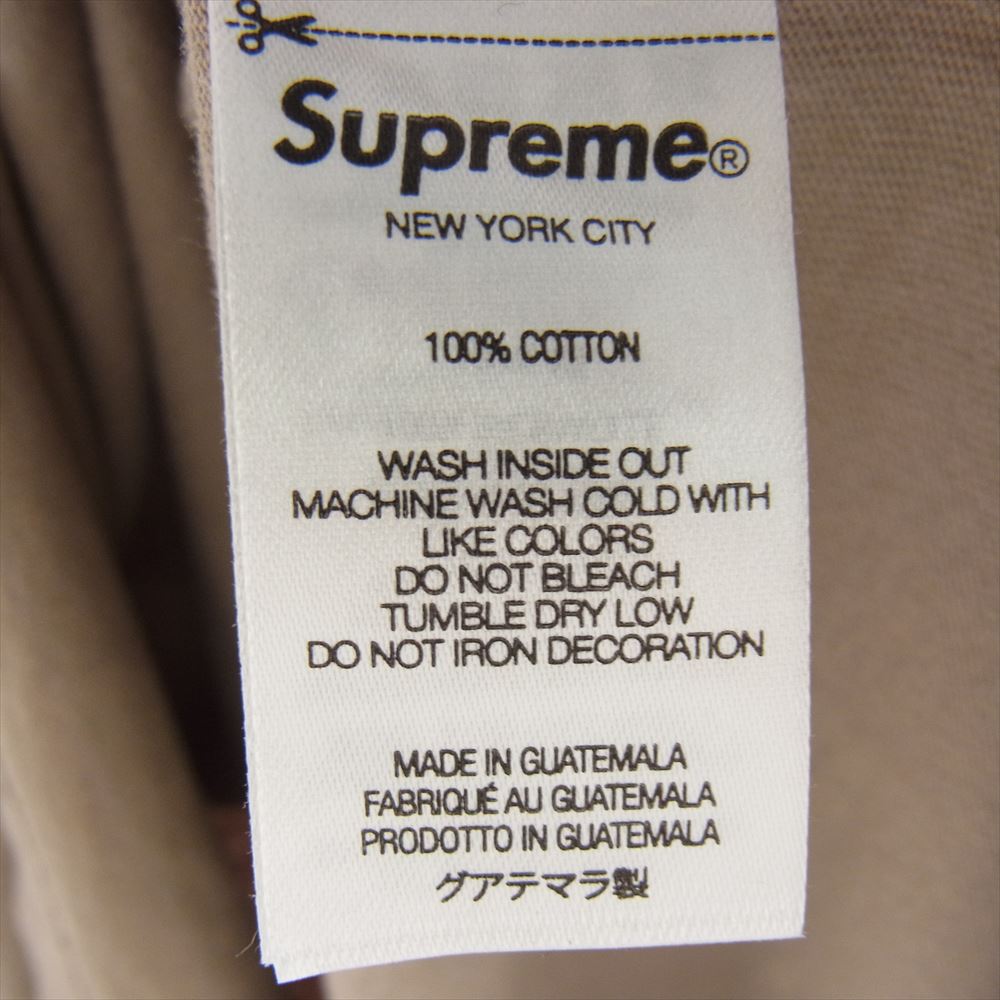 Supreme®
NEW YORK CITY
100% COTTON
WASH INSIDE OUT
MACHINE WASH COLD WITH
LIKE COLORS
DO NOT BLEACH
TUMBLE DRY LOW
DO NOT IRON DECORATION
MADE IN GUATEMALA
FABRIQUÉ AU GUATEMALA
PRODOTTO IN GUATEMALA
グアテマラ製